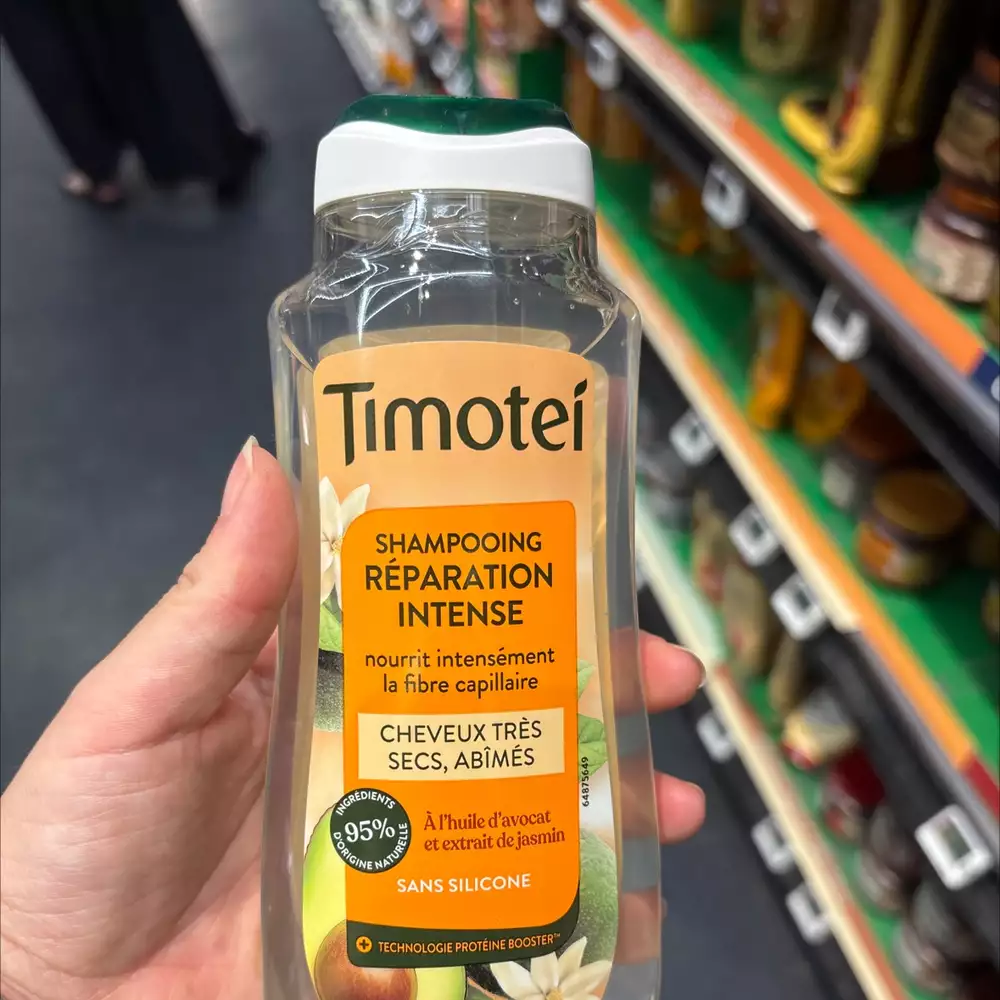 Timoteí
SHAMPOOING
RÉPARATION
INTENSE
nourrit intensément
la fibre capillaire
CHEVEUX TRÈS
SECS, ABÎMÉS
INGRÉDIENTS
95%
D'ORIGINE NATURELLE
À l'huile d'avocat
et extrait de jasmin
SANS SILICONE
+ TECHNOLOGIE PROTÉINE BOOSTER™
64875649